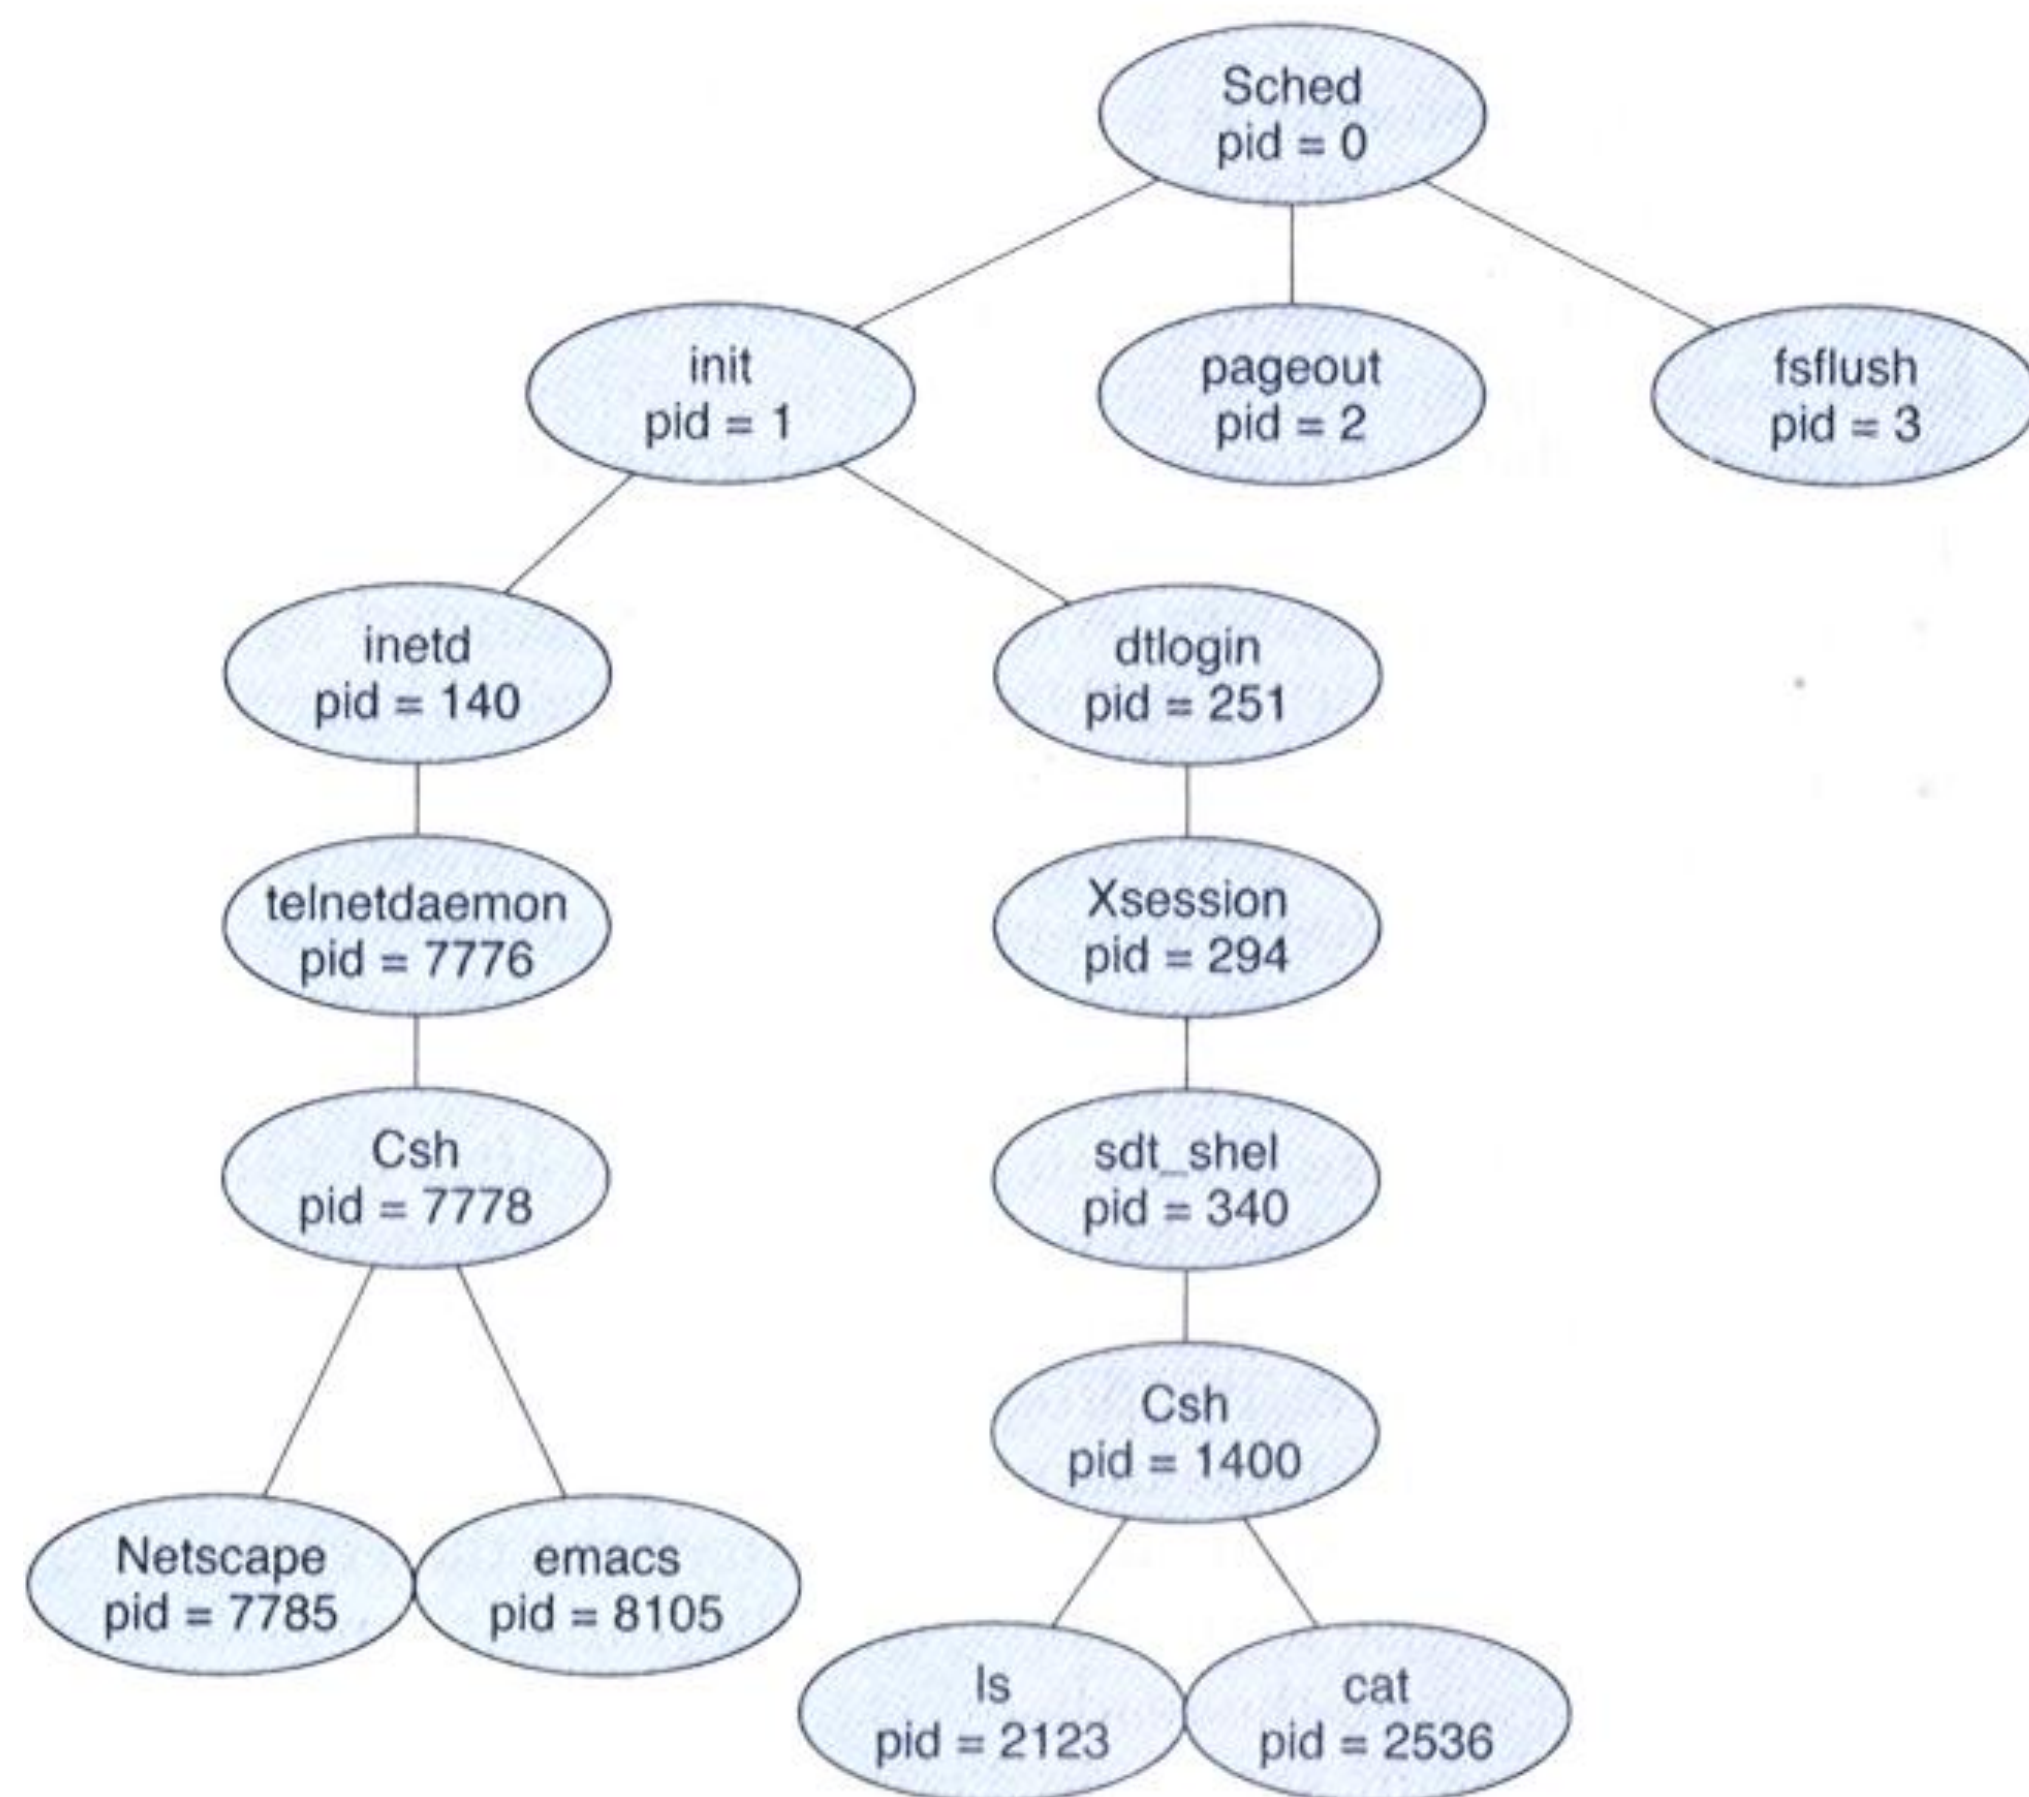 Sched
pid = 0
init
pid = 1
pageout
pid = 2
fsflush
pid = 3
inetd
pid = 140
dtlogin
pid = 251
telnetdaemon
pid = 7776
Xsession
pid = 294
Csh
pid = 7778
sdt_shel
pid = 340
Csh
pid = 1400
Netscape
pid = 7785
emacs
pid = 8105
ls
pid = 2123
cat
pid = 2536